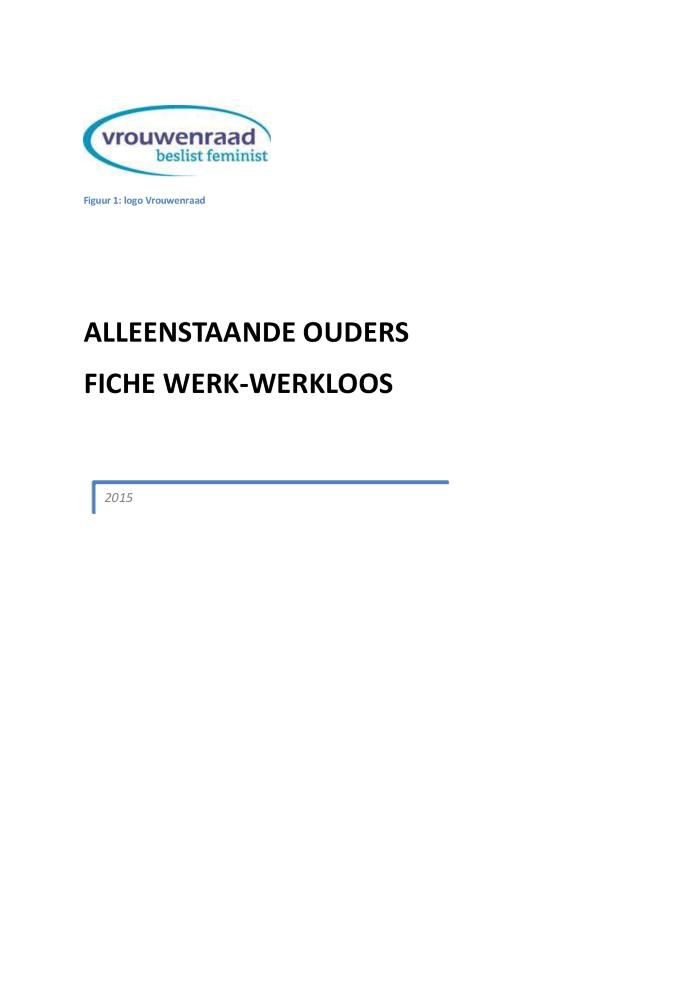 vrouwenraad
beslist feminist
Figuur 1: logo Vrouwenraad
ALLEENSTAANDE OUDERS
FICHE WERK-WERKLOOS
2015